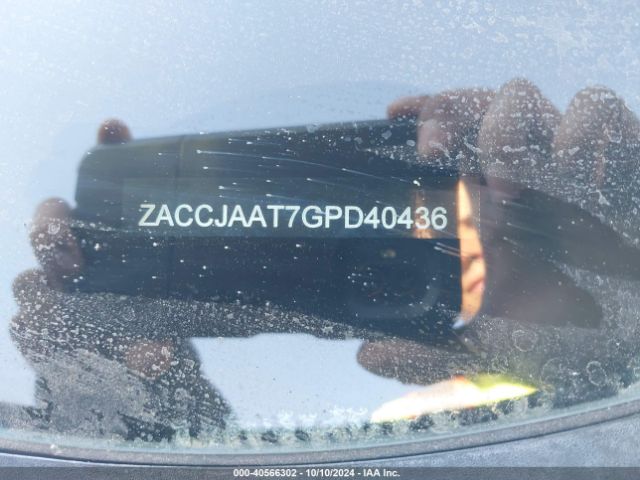 ZACCJAAT7GPD40436
000-40566302 - 10/10/2024 - IAA Inc.